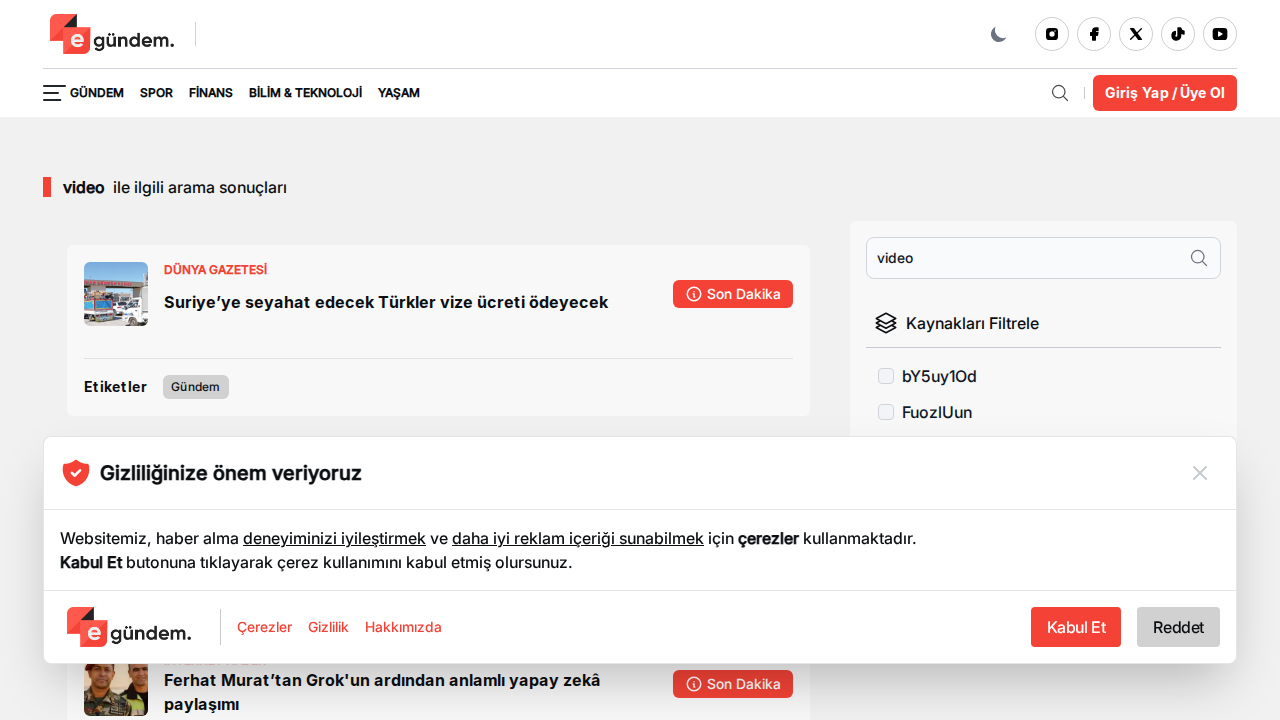 e gündem.
GÜNDEM SPOR FİNANS BİLİM & TEKNOLOJİ YAŞAM
Giriş Yap / Üye Ol
video ile ilgili arama sonuçları
DÜNYA GAZETESİ
Suriye’ye seyahat edecek Türkler vize ücreti ödeyecek
Son Dakika
Etiketler Gündem
video
Kaynakları Filtrele
bY5uy1Od
FuozlUun
Gizliliğinize önem veriyoruz
Websitemiz, haber alma deneyiminizi iyileştirmek ve daha iyi reklam içeriği sunabilmek için çerezler kullanmaktadır.
Kabul Et butonuna tıklayarak çerez kullanımını kabul etmiş olursunuz.
e gündem.
Çerezler Gizlilik Hakkımızda
Kabul Et Reddet
Ferhat Murat’tan Grok'un ardından anlamlı yapay zekâ
paylaşımı
Son Dakika